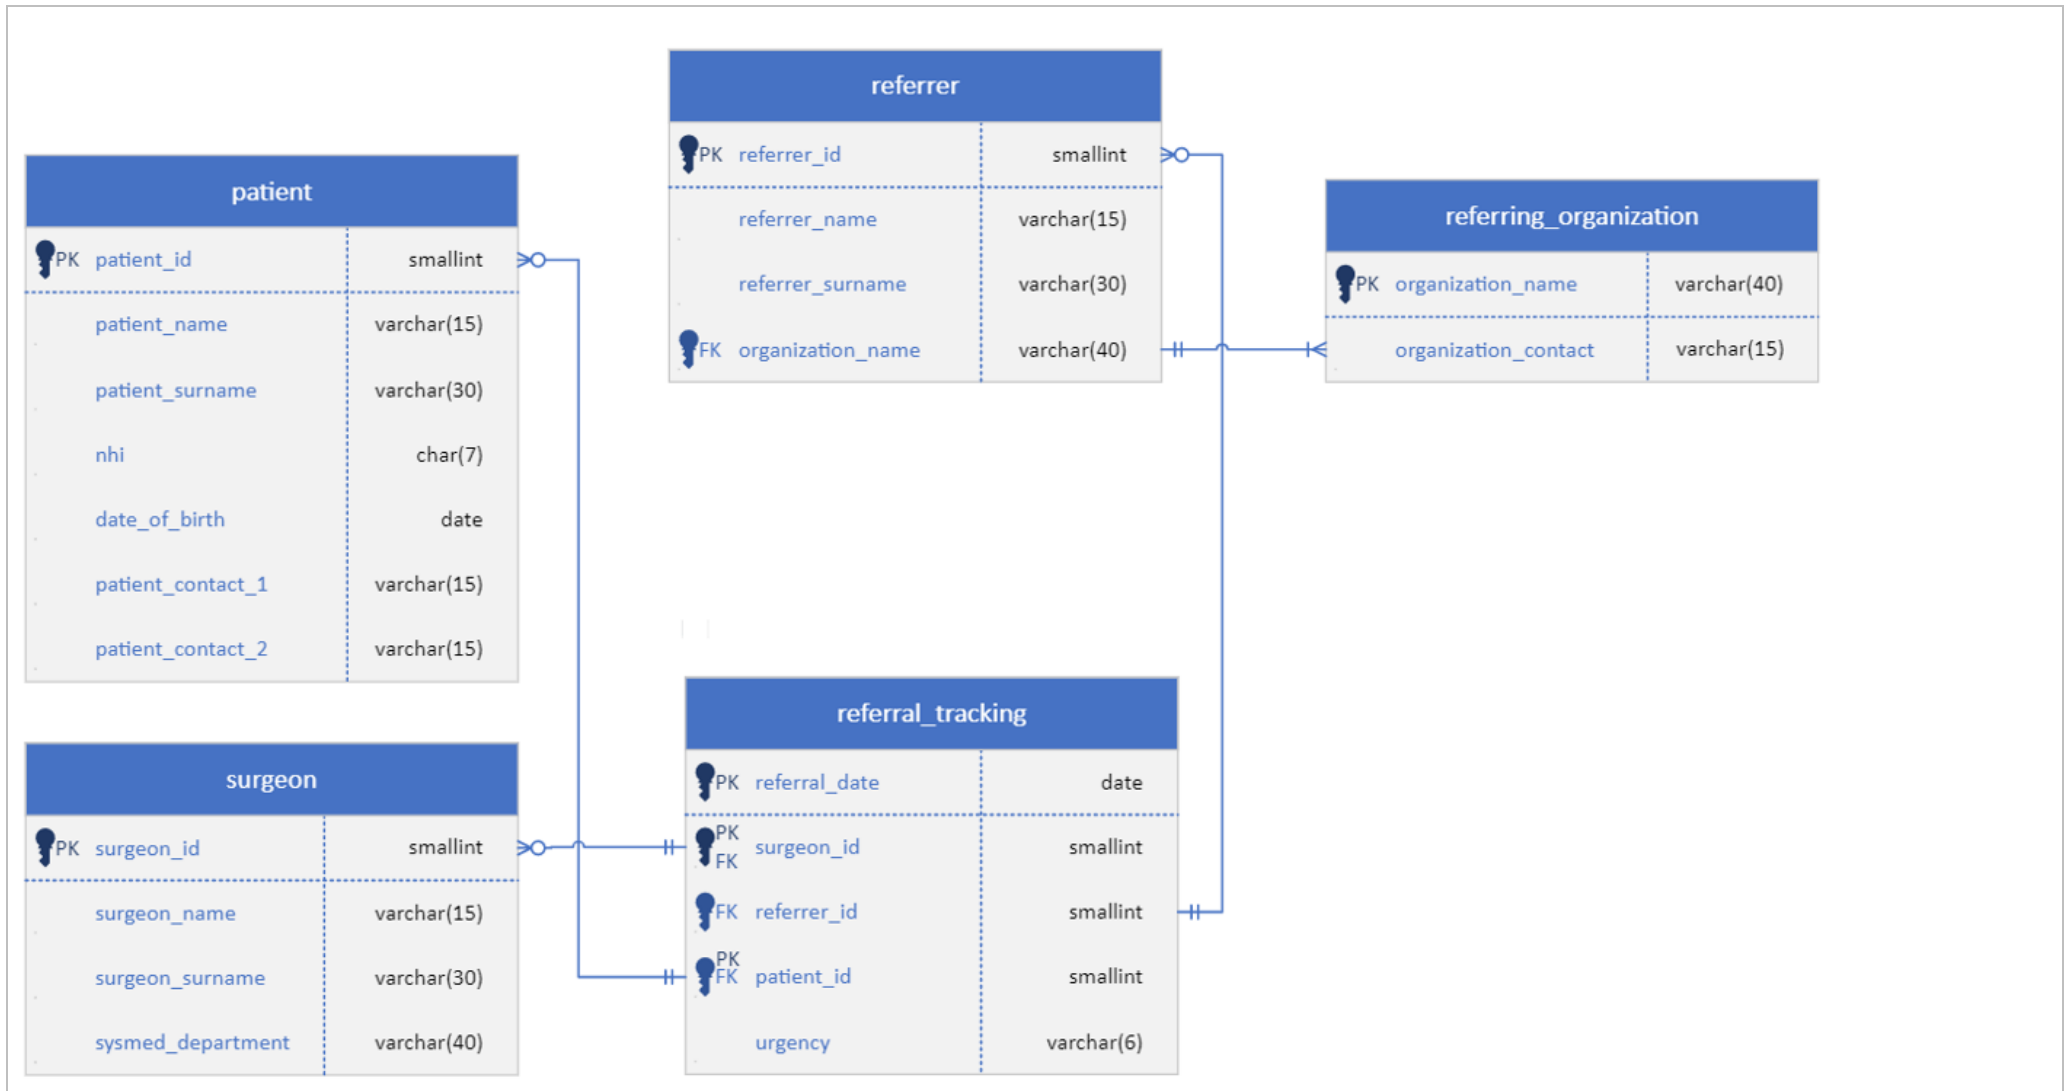 referrer
PK referrer_id smallint
referrer_name varchar(15)
referrer_surname varchar(30)
FK organization_name varchar(40)
patient
PK patient_id smallint
patient_name varchar(15)
patient_surname varchar(30)
nhi char(7)
date_of_birth date
patient_contact_1 varchar(15)
patient_contact_2 varchar(15)
referring_organization
PK organization_name varchar(40)
organization_contact varchar(15)
surgeon
PK surgeon_id smallint
surgeon_name varchar(15)
surgeon_surname varchar(30)
sysmed_department varchar(40)
referral_tracking
PK referral_date date
PK
FK surgeon_id smallint
FK referrer_id smallint
PK
FK patient_id smallint
urgency varchar(6)